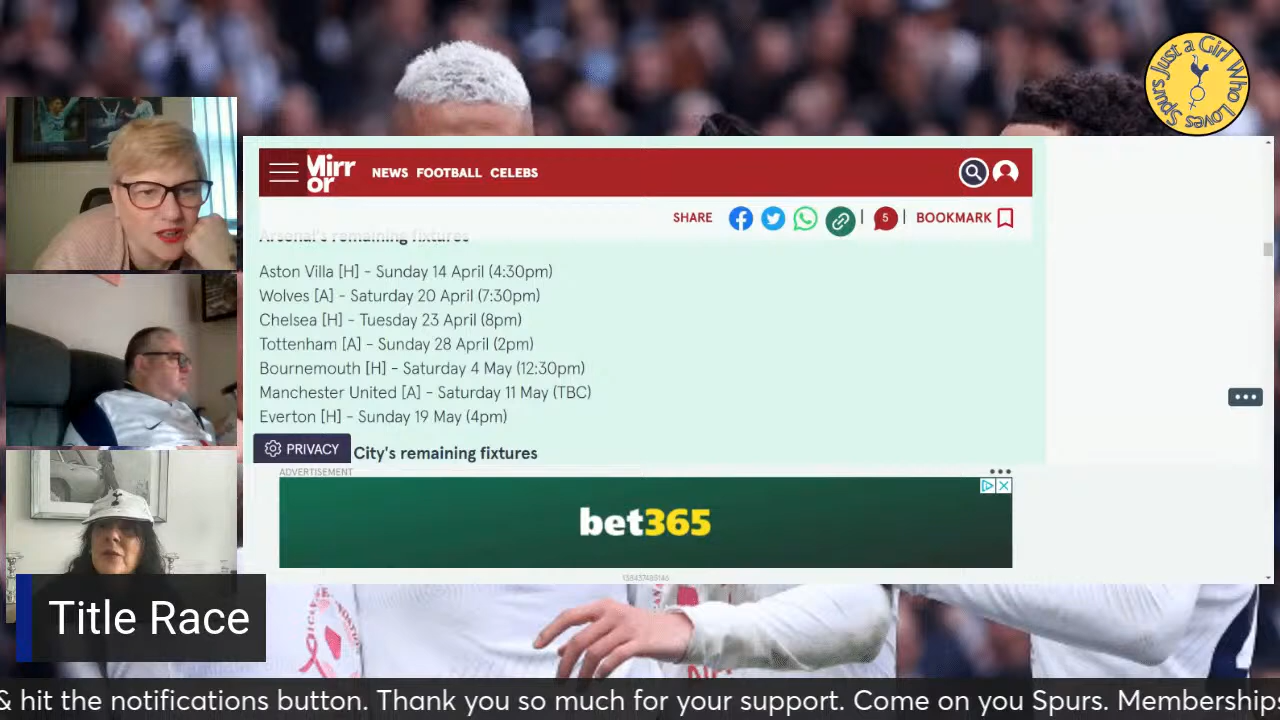 Just a Girl Who Loves Spurs
Mirror
NEWS FOOTBALL CELEBS
SHARE
5
BOOKMARK
Arsenal's remaining fixtures
Aston Villa [H] - Sunday 14 April (4:30pm)
Wolves [A] - Saturday 20 April (7:30pm)
Chelsea [H] - Tuesday 23 April (8pm)
Tottenham [A] - Sunday 28 April (2pm)
Bournemouth [H] - Saturday 4 May (12:30pm)
Manchester United [A] - Saturday 11 May (TBC)
Everton [H] - Sunday 19 May (4pm)
PRIVACY
City's remaining fixtures
ADVERTISEMENT
bet365
138437485146
Title Race
& hit the notifications button. Thank you so much for your support. Come on you Spurs. Memberships